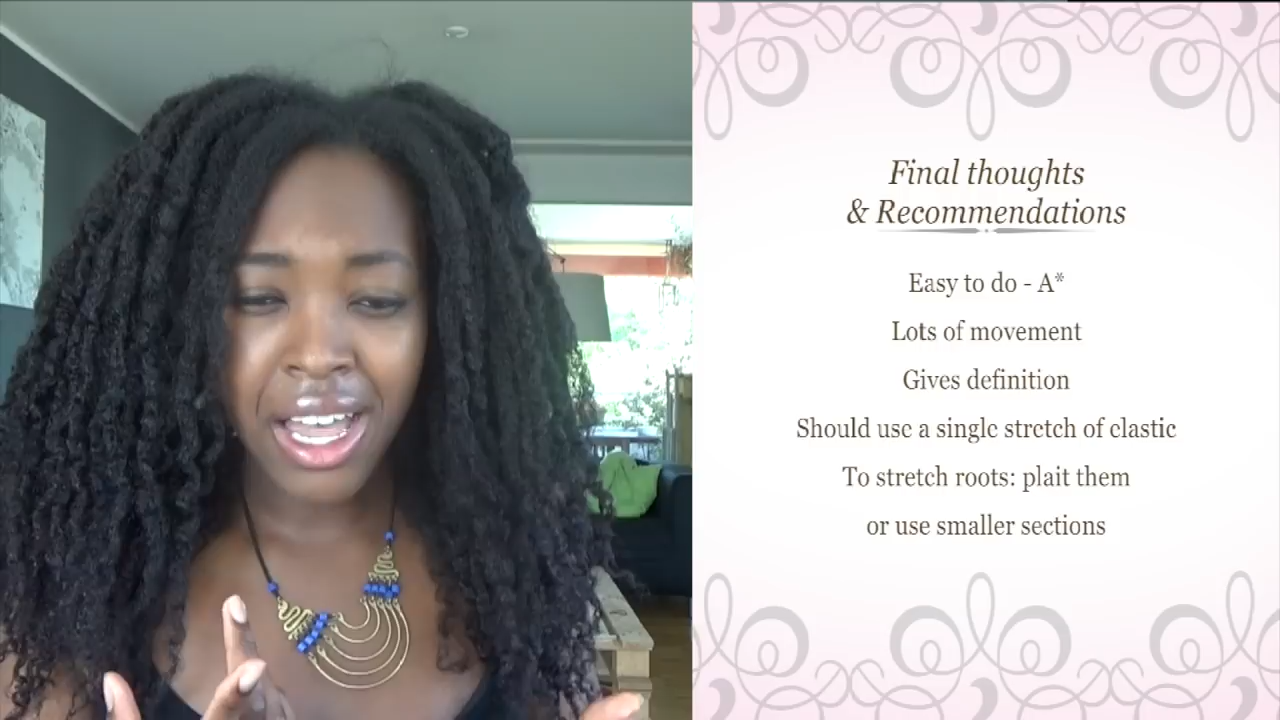 Final thoughts
& Recommendations
Easy to do - A*
Lots of movement
Gives definition
Should use a single stretch of elastic
To stretch roots: plait them
or use smaller sections